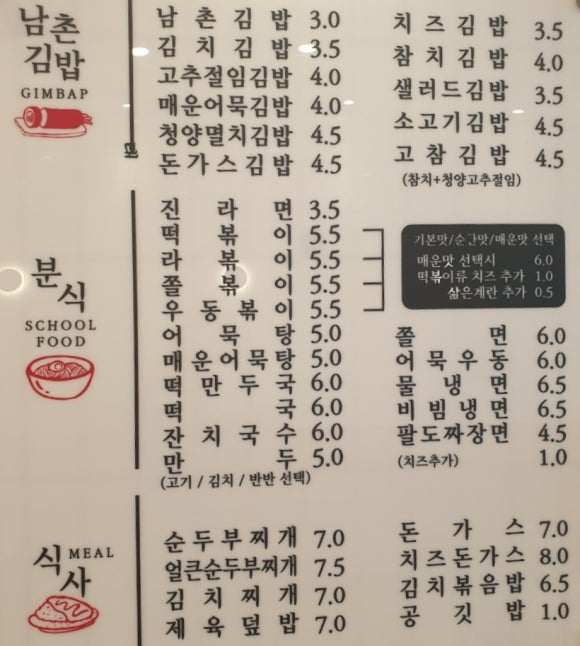 남촌
김밥
GIMBAP
남촌김밥 3.0
김치김밥 3.5
고추절임김밥 4.0
매운어묵김밥 4.0
청양멸치김밥 4.5
돈가스김밥 4.5
치즈김밥 3.5
참치김밥 4.0
샐러드김밥 3.5
소고기김밥 4.5
고참김밥 4.5
(참치+청양고추절임)
분식
SCHOOL
FOOD
진라면 3.5
떡볶이 5.5
라볶이 5.5
쫄볶이 5.5
우동볶이 5.5
어묵탕 5.0
매운어묵탕 5.0
떡만두국 6.0
떡국 6.0
잔치국수 6.0
만두 5.0
(고기 / 김치 / 반반 선택)
기본맛/순한맛/매운맛 선택
매운맛 선택시 6.0
떡볶이류 치즈 추가 1.0
삶은계란 추가 0.5
쫄면 6.0
어묵우동 6.0
물냉면 6.5
비빔냉면 6.5
팔도짜장면 4.5
(치즈추가) 1.0
식사
MEAL
순두부찌개 7.0
얼큰순두부찌개 7.5
김치찌개 7.0
제육덮밥 7.0
돈가스 7.0
치즈돈가스 8.0
김치볶음밥 6.5
공깃밥 1.0